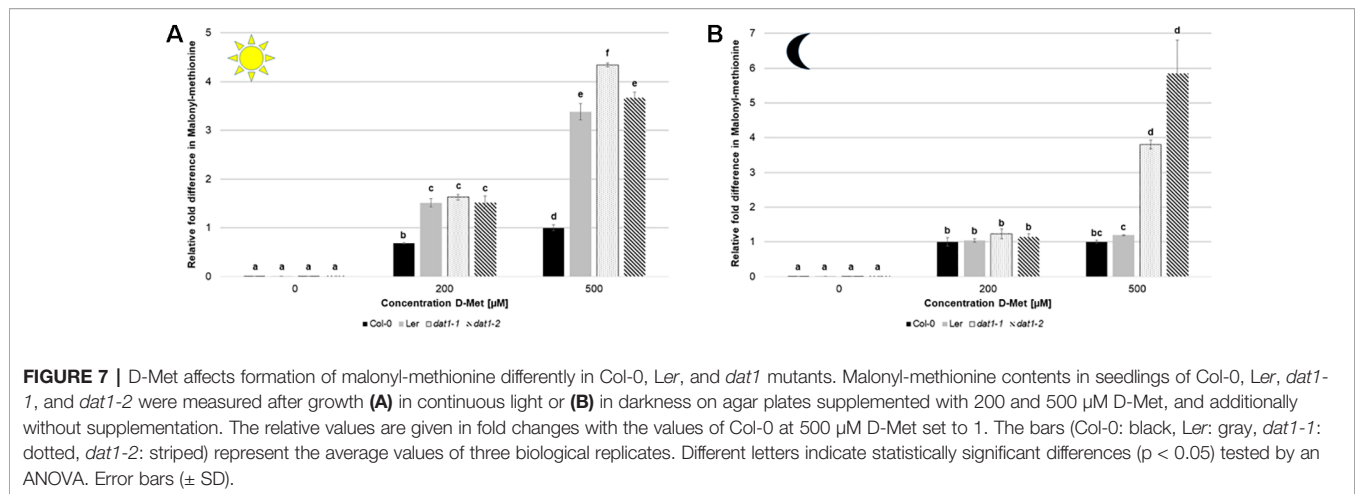 A
Relative fold difference in Malonyl-methionine
5
4
3
2
1
0
a a a a
b c c c
d e f e
0 200 500
Concentration D-Met [µM]
Col-0 Ler dat1-1 dat1-2
B
Relative fold difference in Malonyl-methionine
7
6
5
4
3
2
1
0
a a a a
b b b b
bc c d d
0 200 500
Concentration D-Met [µM]
Col-0 Ler dat1-1 dat1-2
FIGURE 7 | D-Met affects formation of malonyl-methionine differently in Col-0, Ler, and dat1 mutants. Malonyl-methionine contents in seedlings of Col-0, Ler, dat1-
1, and dat1-2 were measured after growth (A) in continuous light or (B) in darkness on agar plates supplemented with 200 and 500 µM D-Met, and additionally
without supplementation. The relative values are given in fold changes with the values of Col-0 at 500 µM D-Met set to 1. The bars (Col-0: black, Ler: gray, dat1-1:
dotted, dat1-2: striped) represent the average values of three biological replicates. Different letters indicate statistically significant differences (p < 0.05) tested by an
ANOVA. Error bars (± SD).